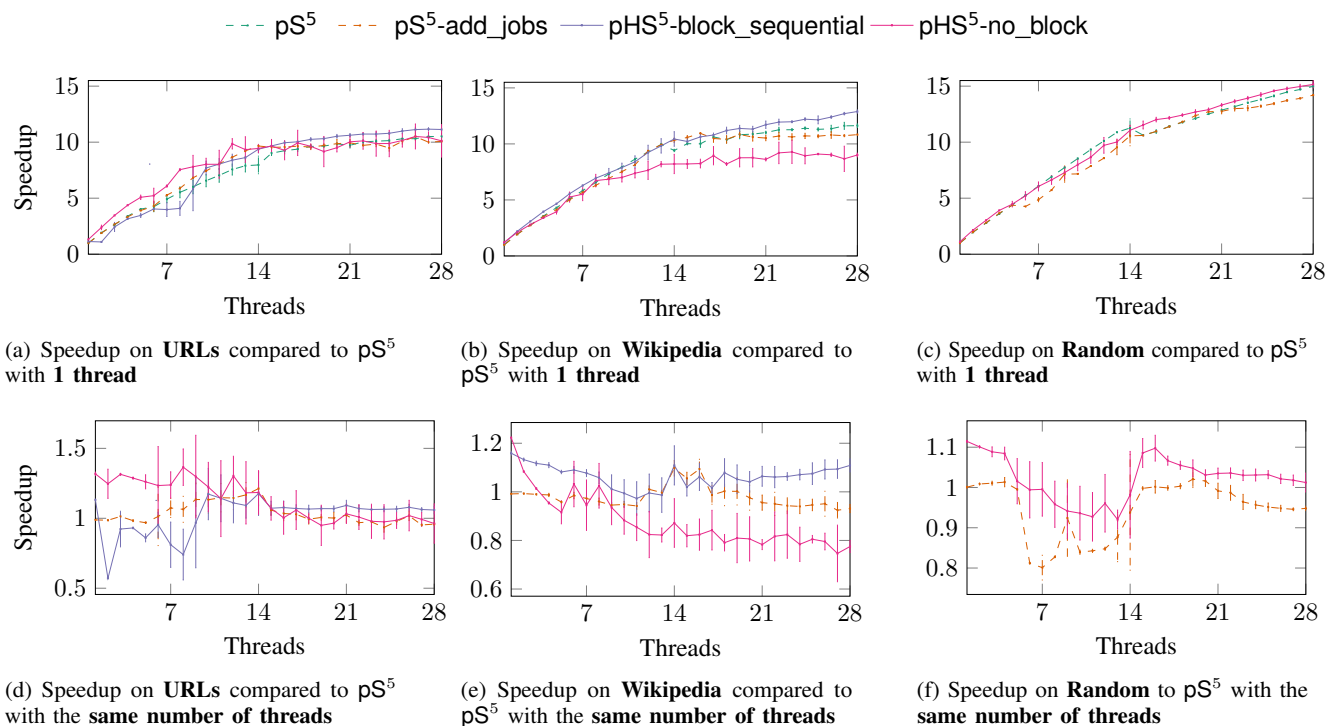 pS⁵ pS⁵-add_jobs pHS⁵-block_sequential pHS⁵-no_block
15
10
5
0
Speedup
7 14 21 28
Threads
(a) Speedup on URLs compared to pS⁵
with 1 thread
15
10
5
0
7 14 21 28
Threads
(b) Speedup on Wikipedia compared to
pS⁵ with 1 thread
15
10
5
0
7 14 21 28
Threads
(c) Speedup on Random compared to pS⁵
with 1 thread
1.5
1
0.5
Speedup
7 14 21 28
Threads
(d) Speedup on URLs compared to pS⁵
with the same number of threads
1.2
1
0.8
0.6
7 14 21 28
Threads
(e) Speedup on Wikipedia compared to
pS⁵ with the same number of threads
1.1
1
0.9
0.8
7 14 21 28
Threads
(f) Speedup on Random to pS⁵ with the
same number of threads